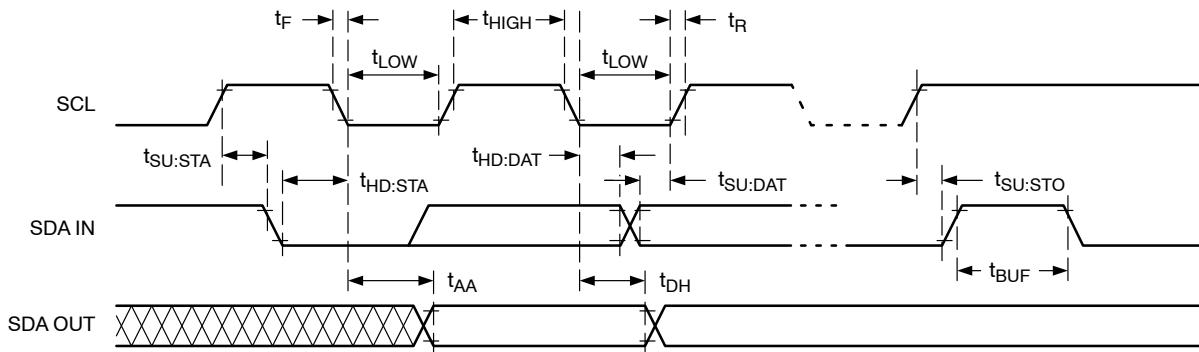 tF
tHIGH
tR
tLOW
tLOW
SCL
tSU:STA
tHD:STA
tHD:DAT
tSU:DAT
tSU:STO
SDA IN
tBUF
tAA
tDH
SDA OUT